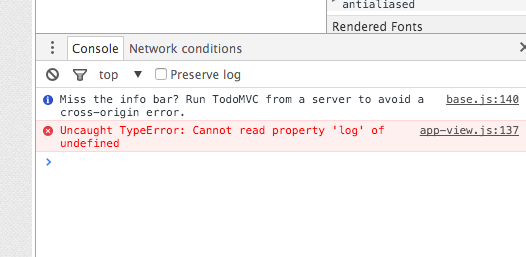 antialiased
Rendered Fonts
Console Network conditions
top Preserve log
Miss the info bar? Run TodoMVC from a server to avoid a base.js:140
cross-origin error.
Uncaught TypeError: Cannot read property 'log' of app-view.js:137
undefined